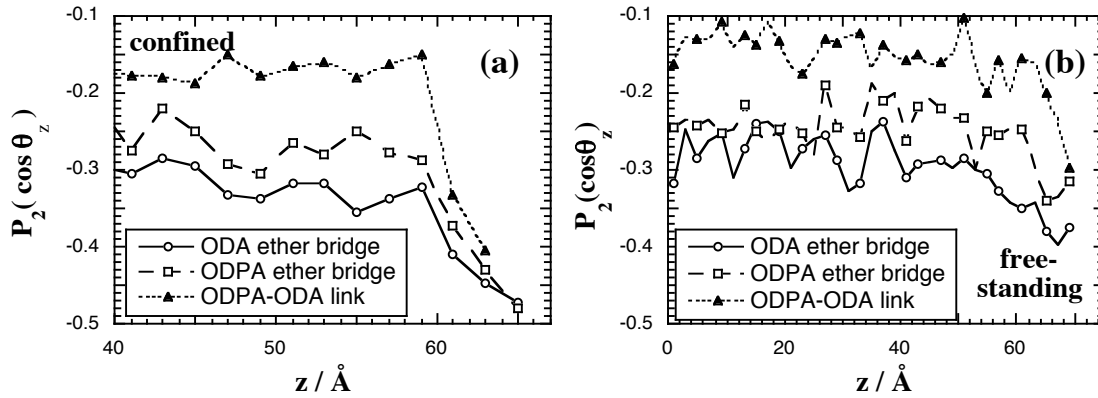 confined
(a)
-0.1
-0.2
-0.3
-0.4
-0.5
P2( cos θz)
ODA ether bridge
ODPA ether bridge
ODPA-ODA link
40
50
60
z / Å
(b)
-0.1
-0.2
-0.3
-0.4
-0.5
P2(cosθz)
ODA ether bridge
ODPA ether bridge
ODPA-ODA link
free-
standing
0
20
40
60
z / Å